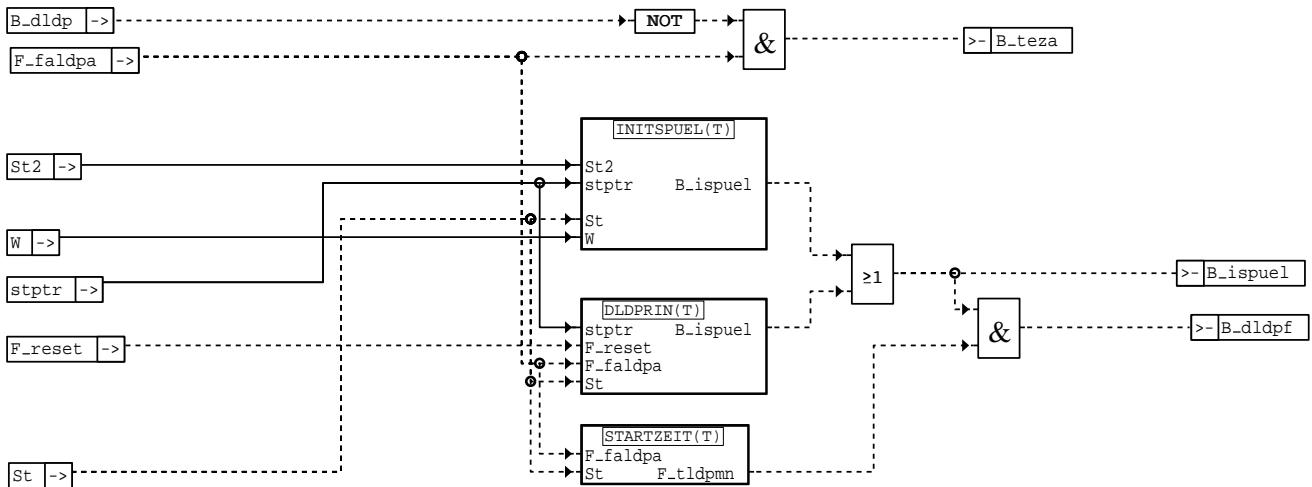 B_dldp ->
NOT
F_faldpa ->
&
>- B_teza
INITSPUEL(T)
St2 ->
St2
stptr B_ispuel
St
W ->
W
stptr ->
≥1
>- B_ispuel
DLDPRIN(T)
stptr B_ispuel
F_reset ->
F_reset
F_faldpa
St
&
>- B_dldpf
STARTZEIT(T)
F_faldpa
St F_tldpmn
St ->